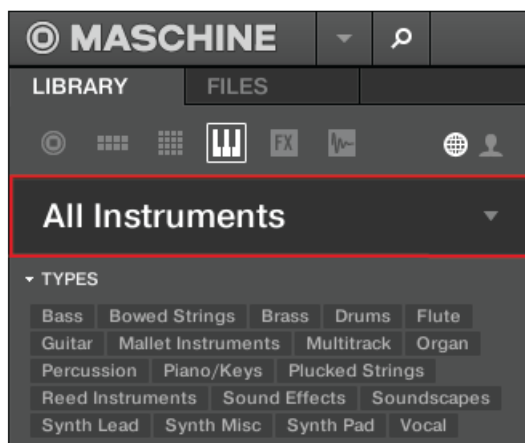 MASCHINE
LIBRARY FILES
FX
All Instruments
TYPES
Bass Bowed Strings Brass Drums Flute
Guitar Mallet Instruments Multitrack Organ
Percussion Piano/Keys Plucked Strings
Reed Instruments Sound Effects Soundscapes
Synth Lead Synth Misc Synth Pad Vocal